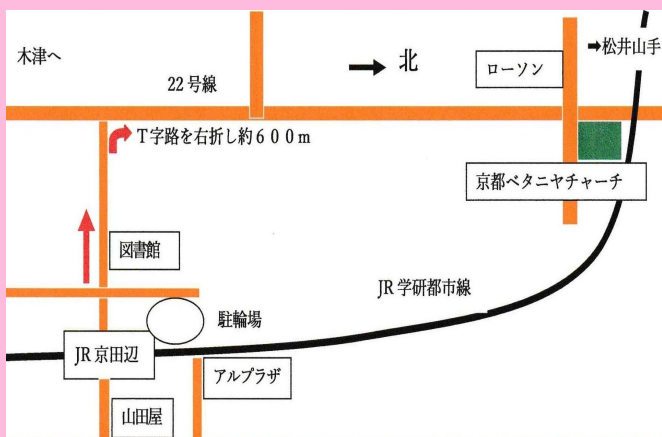 木津へ
22号線
➡北
ローソン
➡松井山手
T字路を右折し約600m
京都ベタニヤチャーチ
図書館
JR学研都市線
駐輪場
JR京田辺
アルプラザ
山田屋